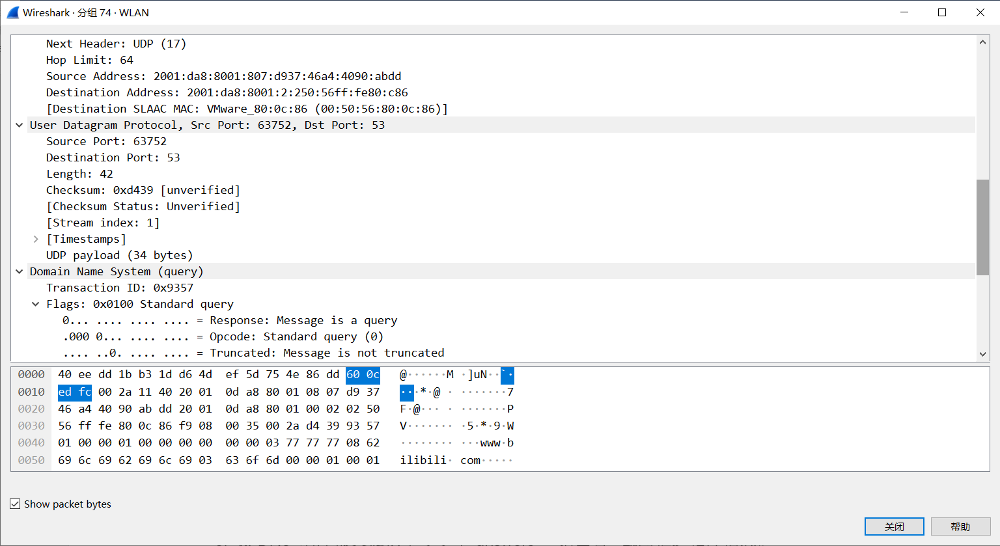 Wireshark · 分组 74 · WLAN
Next Header: UDP (17)
Hop Limit: 64
Source Address: 2001:da8:8001:807:d937:46a4:4090:abdd
Destination Address: 2001:da8:8001:2:250:56ff:fe80:c86
[Destination SLAAC MAC: VMware_80:0c:86 (00:50:56:80:0c:86)]
User Datagram Protocol, Src Port: 63752, Dst Port: 53
Source Port: 63752
Destination Port: 53
Length: 42
Checksum: 0xd439 [unverified]
[Checksum Status: Unverified]
[Stream index: 1]
[Timestamps]
UDP payload (34 bytes)
Domain Name System (query)
Transaction ID: 0x9357
Flags: 0x0100 Standard query
0... .... .... .... = Response: Message is a query
.000 0... .... .... = Opcode: Standard query (0)
.... ..0. .... .... = Truncated: Message is not truncated
0000 40 ee dd 1b b3 1d d6 4d ef 5d 75 4e 86 dd 60 0c @······M ·]uN··`·
0010 ed fc 00 2a 11 40 20 01 0d a8 80 01 08 07 d9 37 ···*·@ · ·······7
0020 46 a4 40 90 ab dd 20 01 0d a8 80 01 00 02 02 50 F·@··· · ·······P
0030 56 ff fe 80 0c 86 f9 08 00 35 00 2a d4 39 93 57 V······· ·5·*·9·W
0040 01 00 00 01 00 00 00 00 00 00 03 77 77 77 08 62 ········ ···www·b
0050 69 6c 69 62 69 6c 69 03 63 6f 6d 00 00 01 00 01 ilibili· com·····
Show packet bytes
关闭 帮助